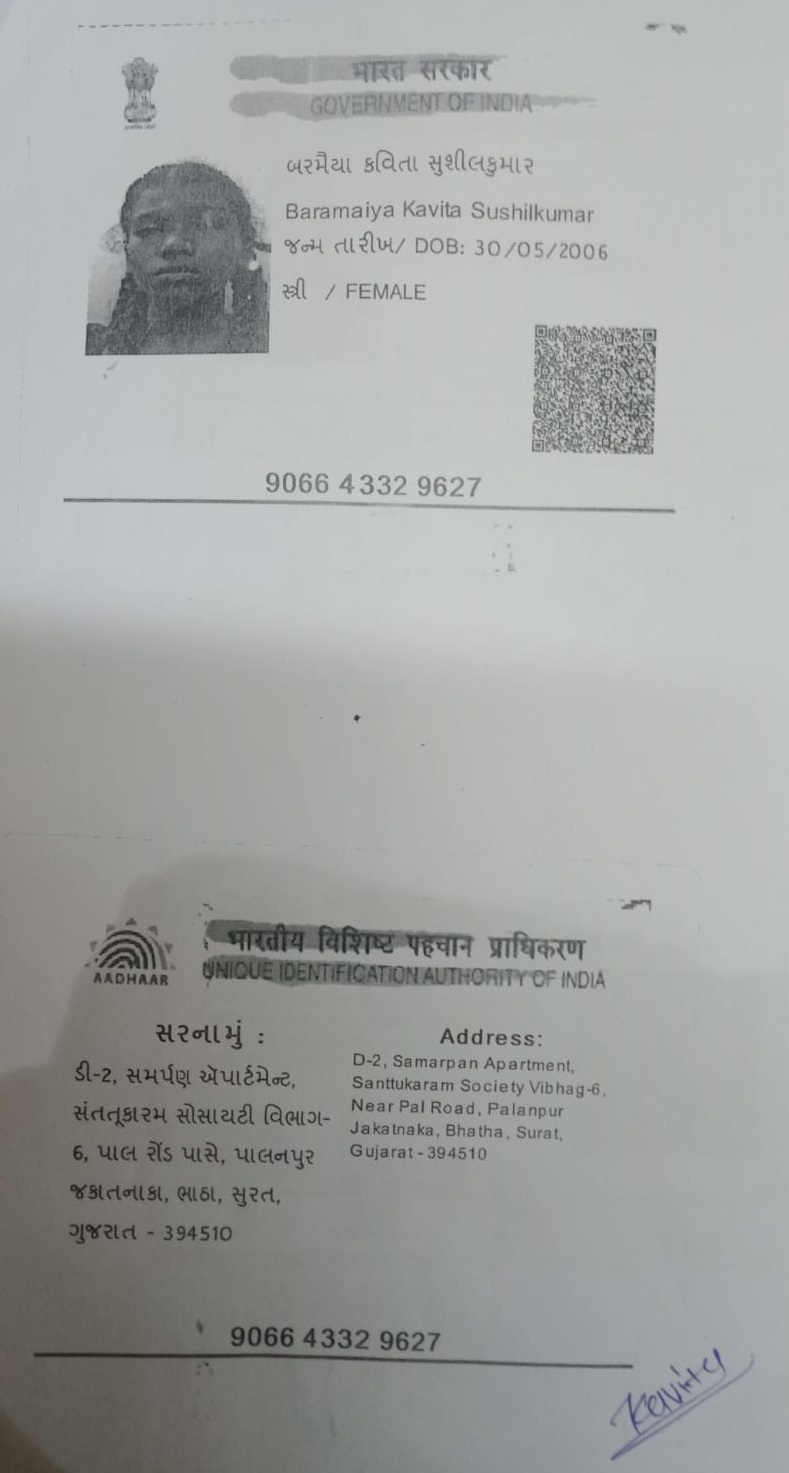 भारत सरकार
GOVERNMENT OF INDIA
બરમૈયા કવિતા સુશીલકુમાર
Baramaiya Kavita Sushilkumar
જન્મ તારીખ/ DOB: 30/05/2006
સ્ત્રી / FEMALE
9066 4332 9627
भारतीय विशिष्ट पहचान प्राधिकरण
AADHAAR
UNIQUE IDENTIFICATION AUTHORITY OF INDIA
સરનામું :
ડી-2, સમર્પણ ઍપાર્ટમેન્ટ,
સંતતૂકારમ સોસાયટી વિભાગ-
6, પાલ રોંડ પાસે, પાલનપુર
જકાતનાકા, ભાઠા, સુરત,
ગુજરાત - 394510
Address:
D-2, Samarpan Apartment,
Santtukaram Society Vibhag-6,
Near Pal Road, Palanpur
Jakatnaka, Bhatha, Surat,
Gujarat - 394510
9066 4332 9627
Kavita